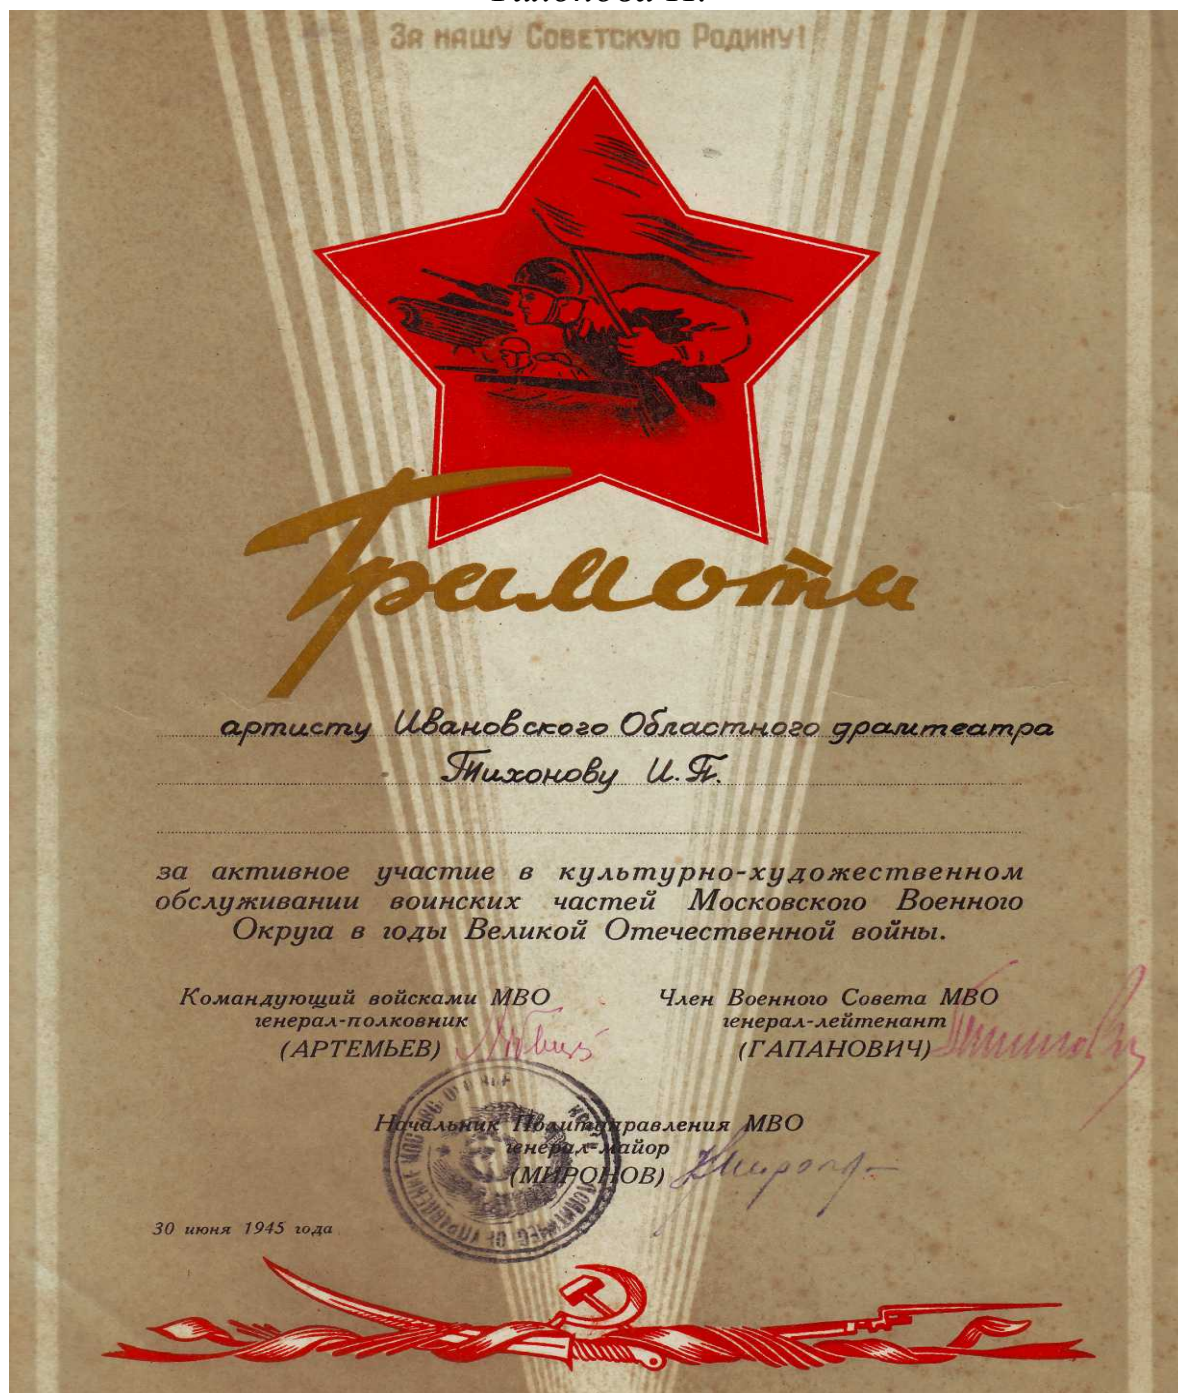 За нашу Советскую Родину!
Грамота
артисту Ивановского Областного драмтеатра
Тихонову И. П.
за активное участие в культурно-художественном
обслуживании воинских частей Московского Военного
Округа в годы Великой Отечественной войны.
Командующий войсками МВО
генерал-полковник
(АРТЕМЬЕВ)
Член Военного Совета МВО
генерал-лейтенант
(ГАПАНОВИЧ)
Начальник Политуправления МВО
генерал-майор
(МИРОНОВ)
30 июня 1945 года